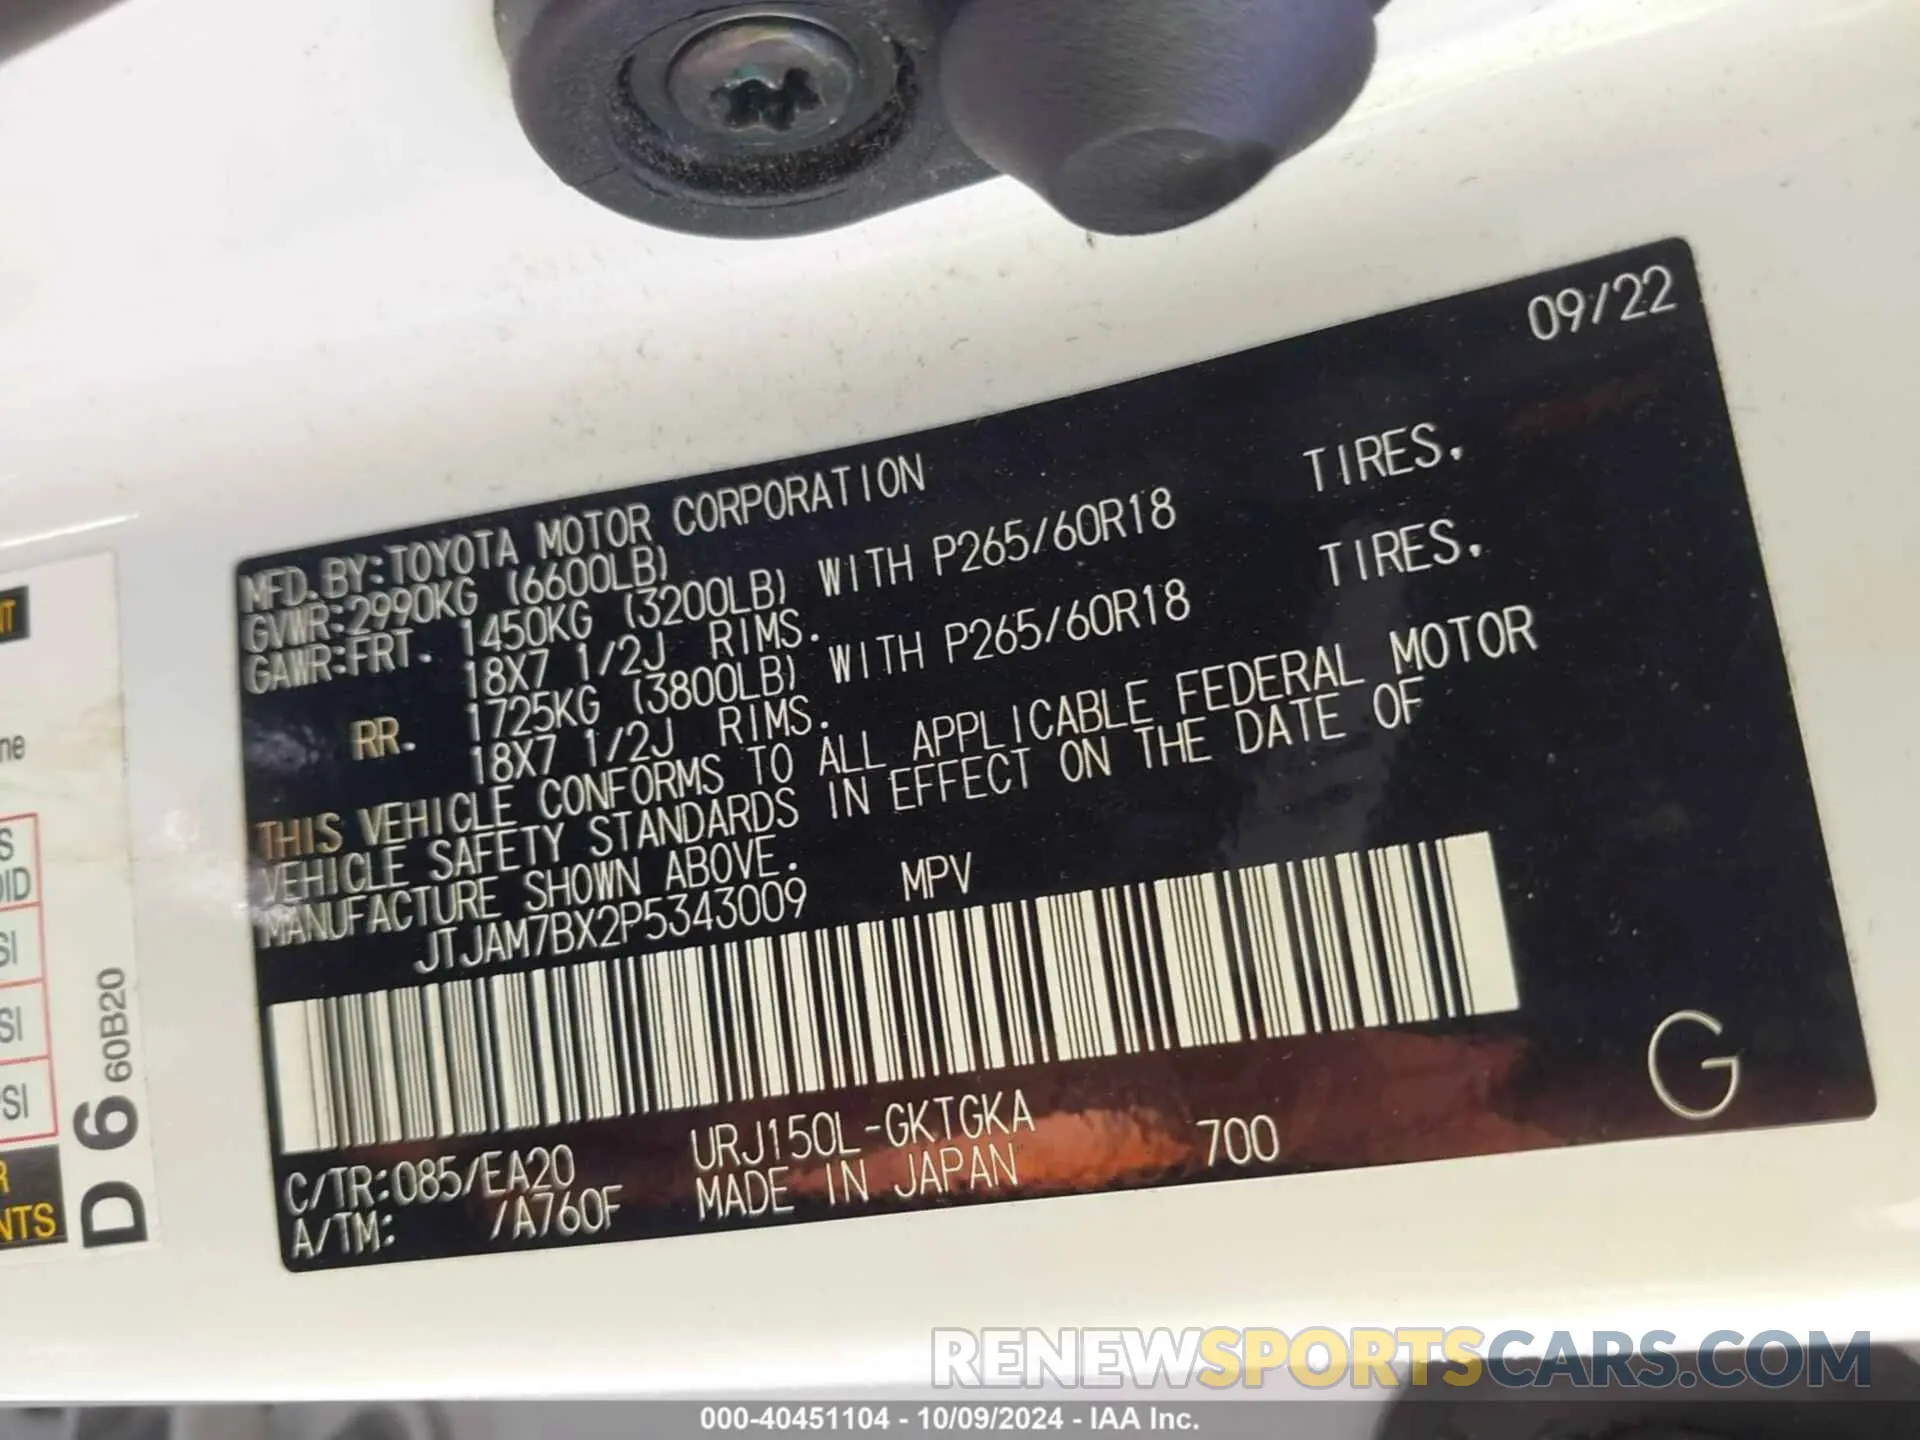 09/22
MFD.BY:TOYOTA MOTOR CORPORATION
GVWR:2990KG (6600LB)
GAWR:FRT. 1450KG (3200LB) WITH P265/60R18 TIRES.
18X7 1/2J RIMS.
RR. 1725KG (3800LB) WITH P265/60R18 TIRES.
18X7 1/2J RIMS.
THIS VEHICLE CONFORMS TO ALL APPLICABLE FEDERAL MOTOR
VEHICLE SAFETY STANDARDS IN EFFECT ON THE DATE OF
MANUFACTURE SHOWN ABOVE.
JTJAM7BX2P5343009 MPV
C/TR:085/EA20 URJ150L-GKTGKA
A/TM: /A760F MADE IN JAPAN 700
G
D6 60B20
NTS
RENEWSPORTSCARS.COM
000-40451104 - 10/09/2024 - IAA Inc.